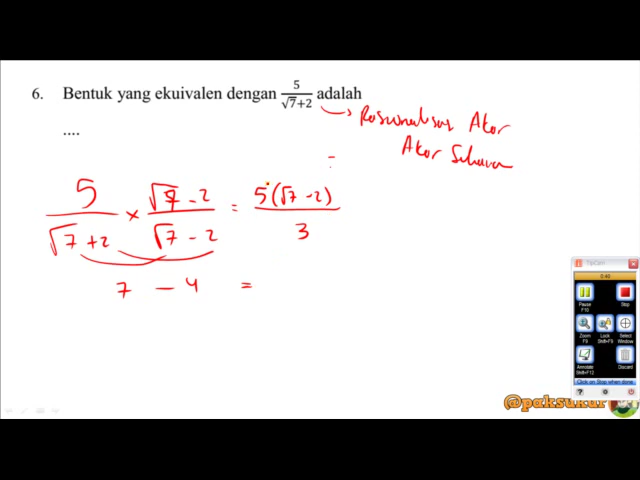 6. Bentuk yang ekuivalen dengan 5/(√7+2) adalah
....
Rasionalisas Akar
Akar Sekawan
5/(√7+2) × (√7-2)/(√7-2) = 5(√7-2)/3
7 - 4 =
TipCam
0:40
Pause F10
Stop
Zoom F9
Lock Shift+F9
Select Window
Annotate Shift+F12
Discard
Click on Stop when done
@paksukar